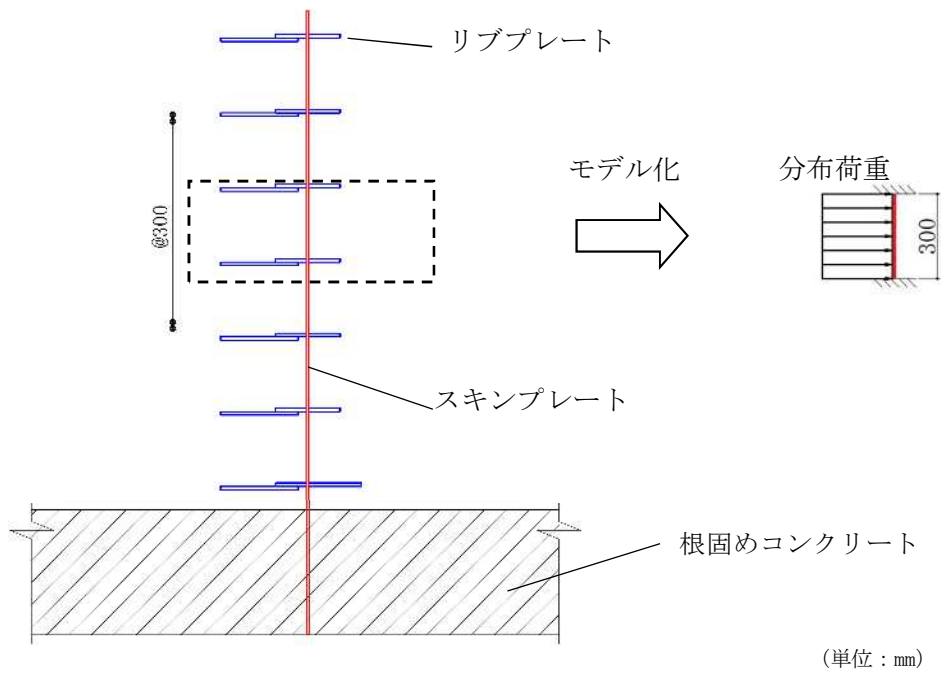 リブプレート
モデル化
分布荷重
@300
300
スキンプレート
根固めコンクリート
(単位:mm)